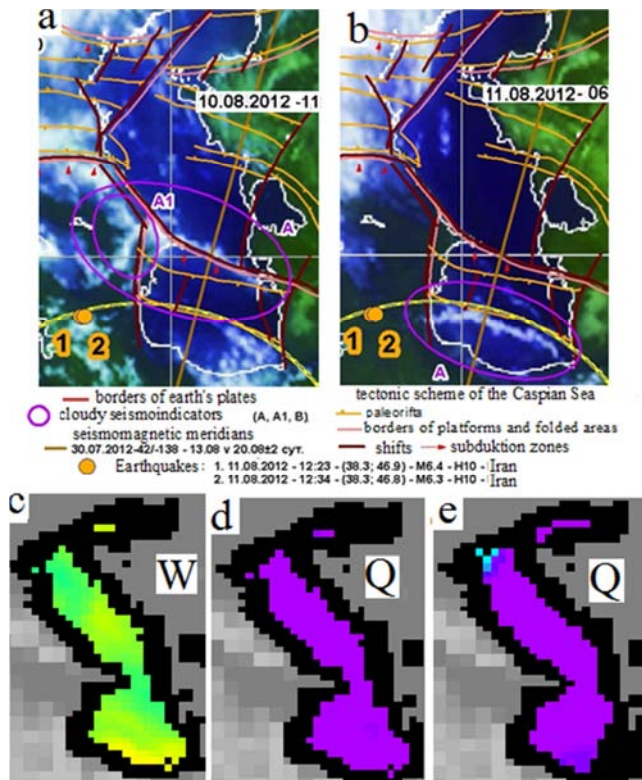 a
b
10.08.2012 -11
11.08.2012- 06
A1
A
A
1 2
1 2
borders of earth's plates
cloudy seismoindicators (A, A1, B)
seismomagnetic meridians
30.07.2012-42/-138 - 13.08 v 20.08±2 сут.
Earthquakes: 1. 11.08.2012 - 12:23 - (38.3; 46.9) - M6.4 - H10 - Iran
2. 11.08.2012 - 12:34 - (38.3; 46.8) - M6.3 - H10 - Iran
tectonic scheme of the Caspian Sea
paleorifts
borders of platforms and folded areas
shifts
subduktion zones
c
W
d
Q
e
Q